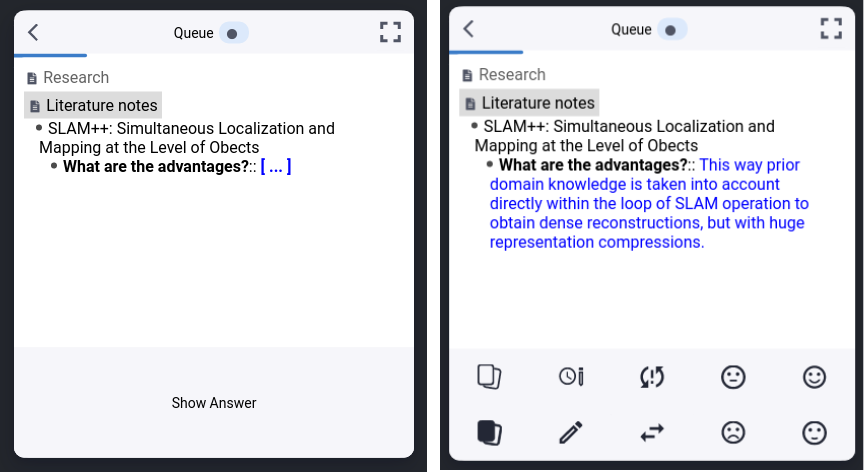 Queue
Research
Literature notes
SLAM++: Simultaneous Localization and
Mapping at the Level of Obects
What are the advantages?:: [ ... ]
Show Answer
Queue
Research
Literature notes
SLAM++: Simultaneous Localization and
Mapping at the Level of Obects
What are the advantages?:: This way prior
domain knowledge is taken into account
directly within the loop of SLAM operation to
obtain dense reconstructions, but with huge
representation compressions.